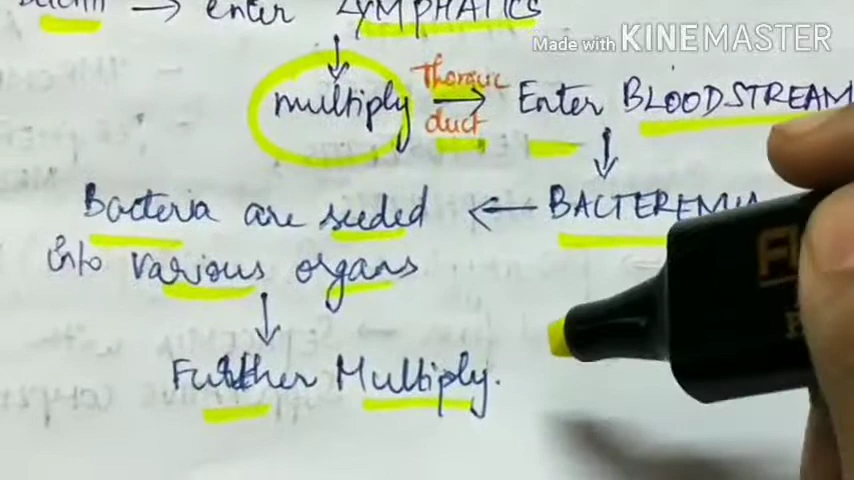 → enter LYMPHATICS
Made with KINEMASTER
multiply Thoracic duct → Enter BLOODSTREAM
Bacteria are seeded ← BACTEREMIA
into various organs
Further Multiply.